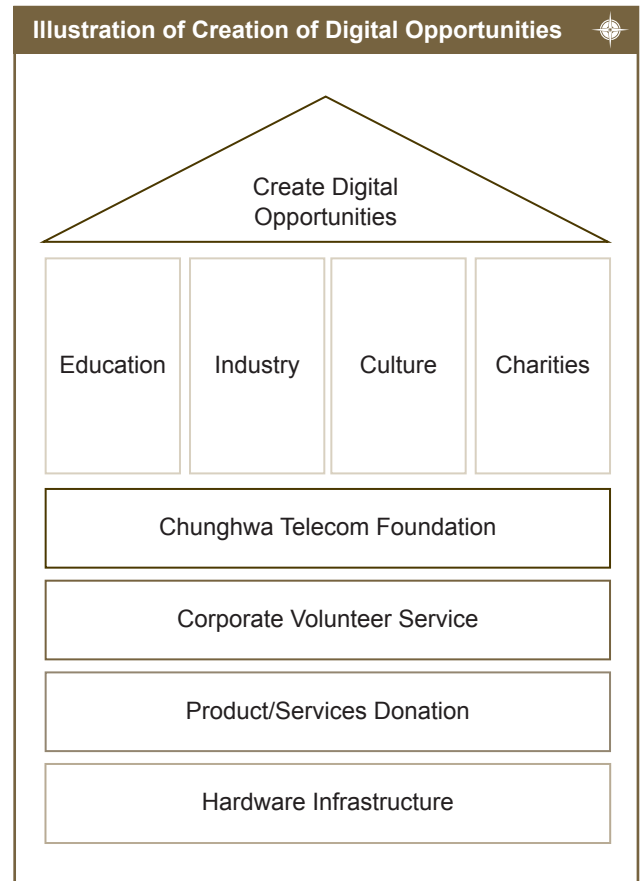 Illustration of Creation of Digital Opportunities
Create Digital
Opportunities
Education
Industry
Culture
Charities
Chunghwa Telecom Foundation
Corporate Volunteer Service
Product/Services Donation
Hardware Infrastructure